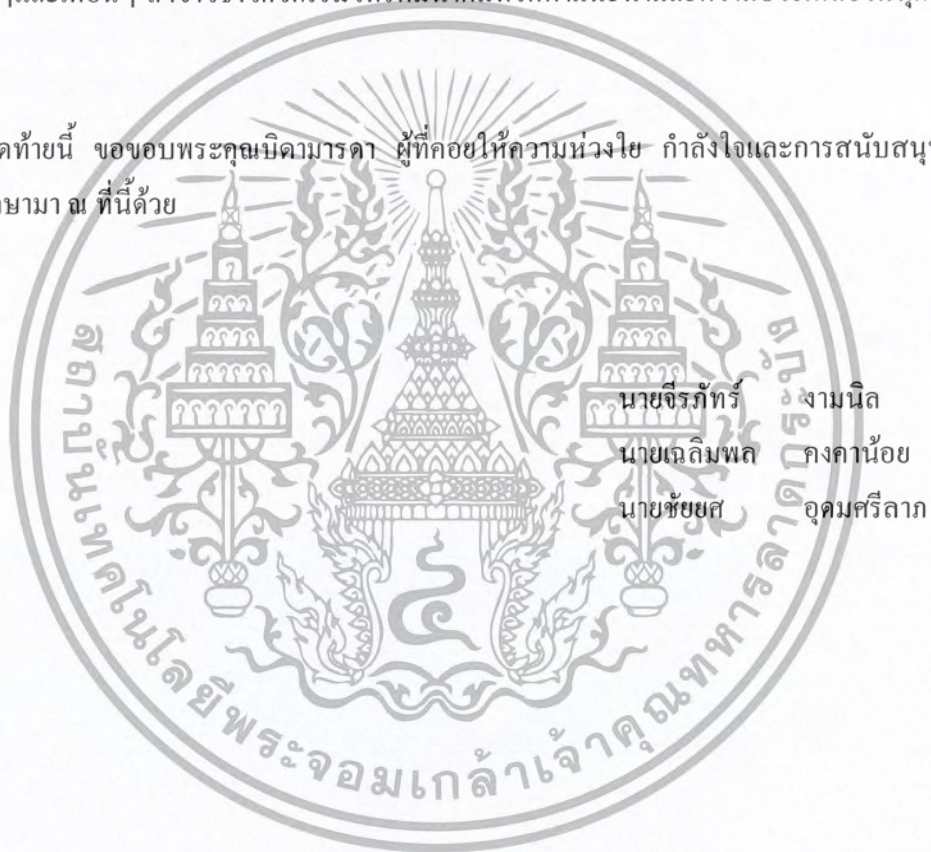 ดท้ายนี้ ขอขอบพระคุณบิดามารดา ผู้ที่คอยให้ความห่วงใย กำลังใจและการสนับสนุ
ษามา ณ ที่นี้ด้วย
นายจีรภัทร์ งามนิล
นายเฉลิมพล คงคาน้อย
นายชัยยศ อุดมศรีลาภ
สถาบันเทคโนโลยีพระจอมเกล้าเจ้าคุณทหารลาดกระบัง